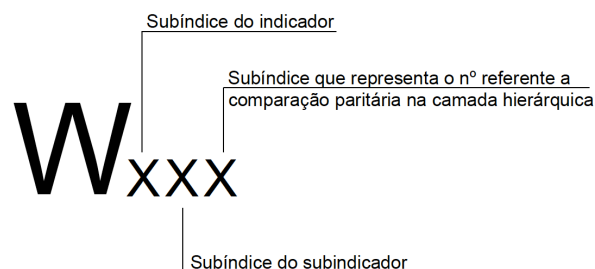 Subíndice do indicador
Subíndice que representa o nº referente a
comparação paritária na camada hierárquica
Wxxx
Subíndice do subindicador